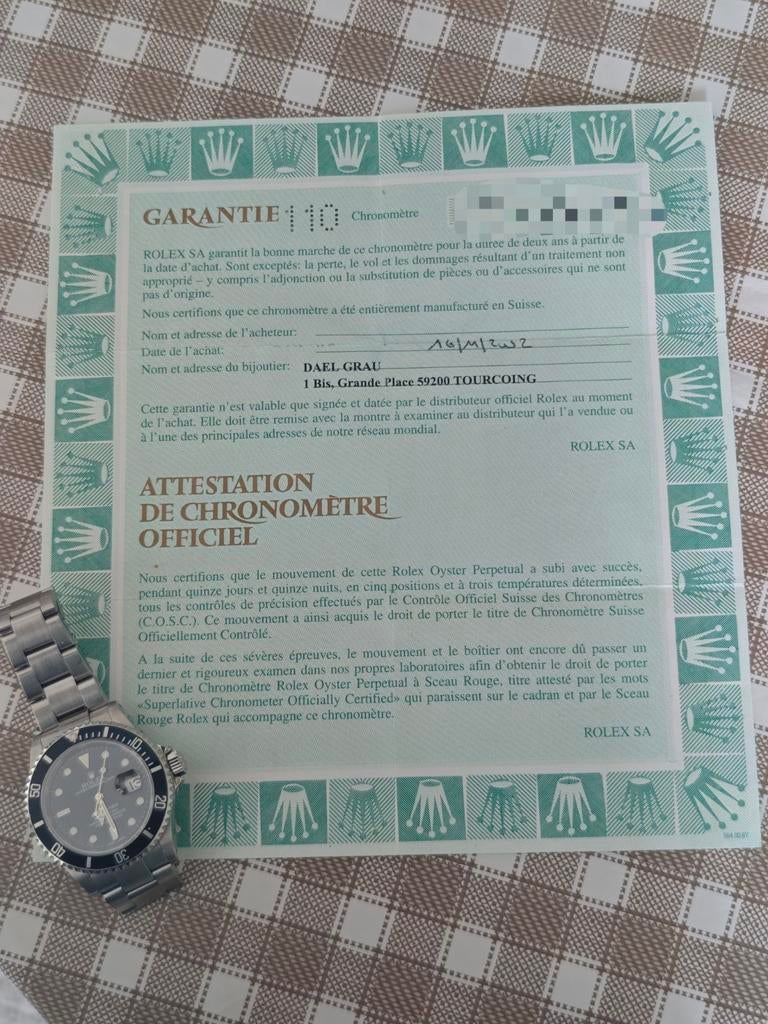 GARANTIE 110 Chronomètre
ROLEX SA garantit la bonne marche de ce chronomètre pour la durée de deux ans à partir de
la date d'achat. Sont exceptés: la perte, le vol et les dommages résultant d'un traitement non
approprié – y compris l'adjonction ou la substitution de pièces ou d'accessoires qui ne sont
pas d'origine.
Nous certifions que ce chronomètre a été entièrement manufacturé en Suisse.
Nom et adresse de l'acheteur:
Date de l'achat: 16/11/2002
Nom et adresse du bijoutier: DAEL GRAU
1 Bis, Grande Place 59200 TOURCOING
Cette garantie n'est valable que signée et datée par le distributeur officiel Rolex au moment
de l'achat. Elle doit être remise avec la montre à examiner au distributeur qui l'a vendue ou
à l'une des principales adresses de notre réseau mondial.
ROLEX SA
ATTESTATION
DE CHRONOMÈTRE
OFFICIEL
Nous certifions que le mouvement de cette Rolex Oyster Perpetual a subi avec succès,
pendant quinze jours et quinze nuits, en cinq positions et à trois températures déterminées,
tous les contrôles de précision effectués par le Contrôle Officiel Suisse des Chronomètres
(C.O.S.C.). Ce mouvement a ainsi acquis le droit de porter le titre de Chronomètre Suisse
Officiellement Contrôlé.
A la suite de ces sévères épreuves, le mouvement et le boîtier ont encore dû passer un
dernier et rigoureux examen dans nos propres laboratoires afin d'obtenir le droit de porter
le titre de Chronomètre Rolex Oyster Perpetual à Sceau Rouge, titre attesté par les mots
«Superlative Chronometer Officially Certified» qui paraissent sur le cadran et par le Sceau
Rouge Rolex qui accompagne ce chronomètre.
ROLEX SA
10
20
30
40
50